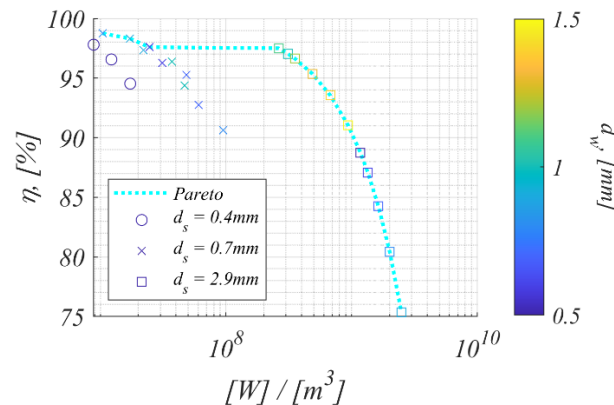 100
95
90
85
80
75
η, [%]
Pareto
d_s = 0.4mm
d_s = 0.7mm
d_s = 2.9mm
10^8
10^10
[W] / [m^3]
1.5
1
0.5
d_w, [mm]